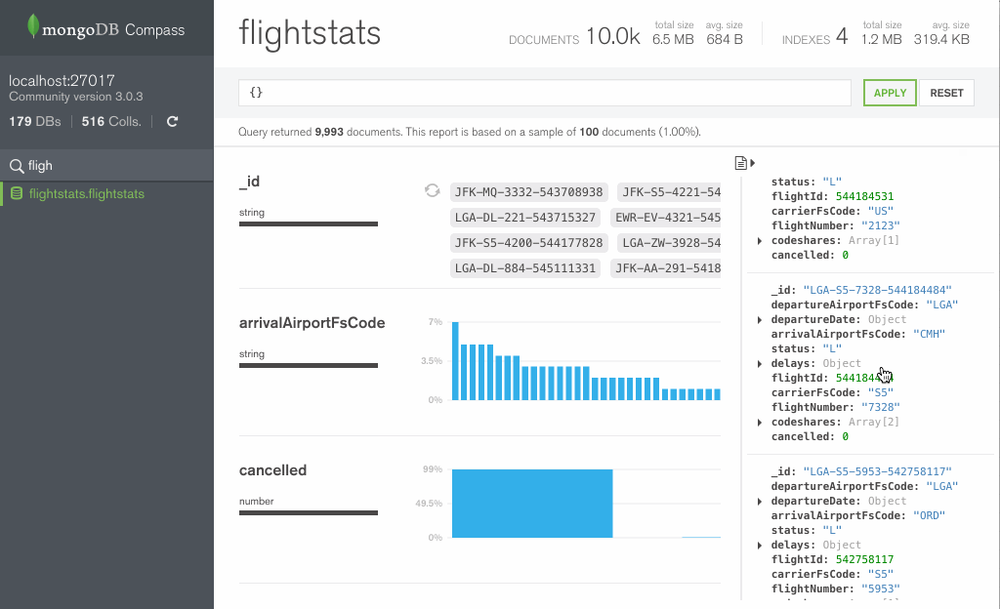 mongoDB Compass
localhost:27017
Community version 3.0.3
179 DBs 516 Colls.
fligh
flightstats.flightstats
flightstats
DOCUMENTS 10.0k total size 6.5 MB avg. size 684 B
INDEXES 4 total size 1.2 MB avg. size 319.4 KB
{}
APPLY RESET
Query returned 9,993 documents. This report is based on a sample of 100 documents (1.00%).
_id
string
JFK-MQ-3332-543708938 JFK-S5-4221-54
LGA-DL-221-543715327 EWR-EV-4321-545
JFK-S5-4200-544177828 LGA-ZW-3928-54
LGA-DL-884-545111331 JFK-AA-291-5418
arrivalAirportFsCode
string
7%
3.5%
0%
cancelled
number
99%
49.5%
0%
status: "L"
flightId: 544184531
carrierFsCode: "US"
flightNumber: "2123"
codeshares: Array[1]
cancelled: 0
_id: "LGA-S5-7328-544184484"
departureAirportFsCode: "LGA"
departureDate: Object
arrivalAirportFsCode: "CMH"
status: "L"
delays: Object
flightId: 544184484
carrierFsCode: "S5"
flightNumber: "7328"
codeshares: Array[2]
cancelled: 0
_id: "LGA-S5-5953-542758117"
departureAirportFsCode: "LGA"
departureDate: Object
arrivalAirportFsCode: "ORD"
status: "L"
delays: Object
flightId: 542758117
carrierFsCode: "S5"
flightNumber: "5953"